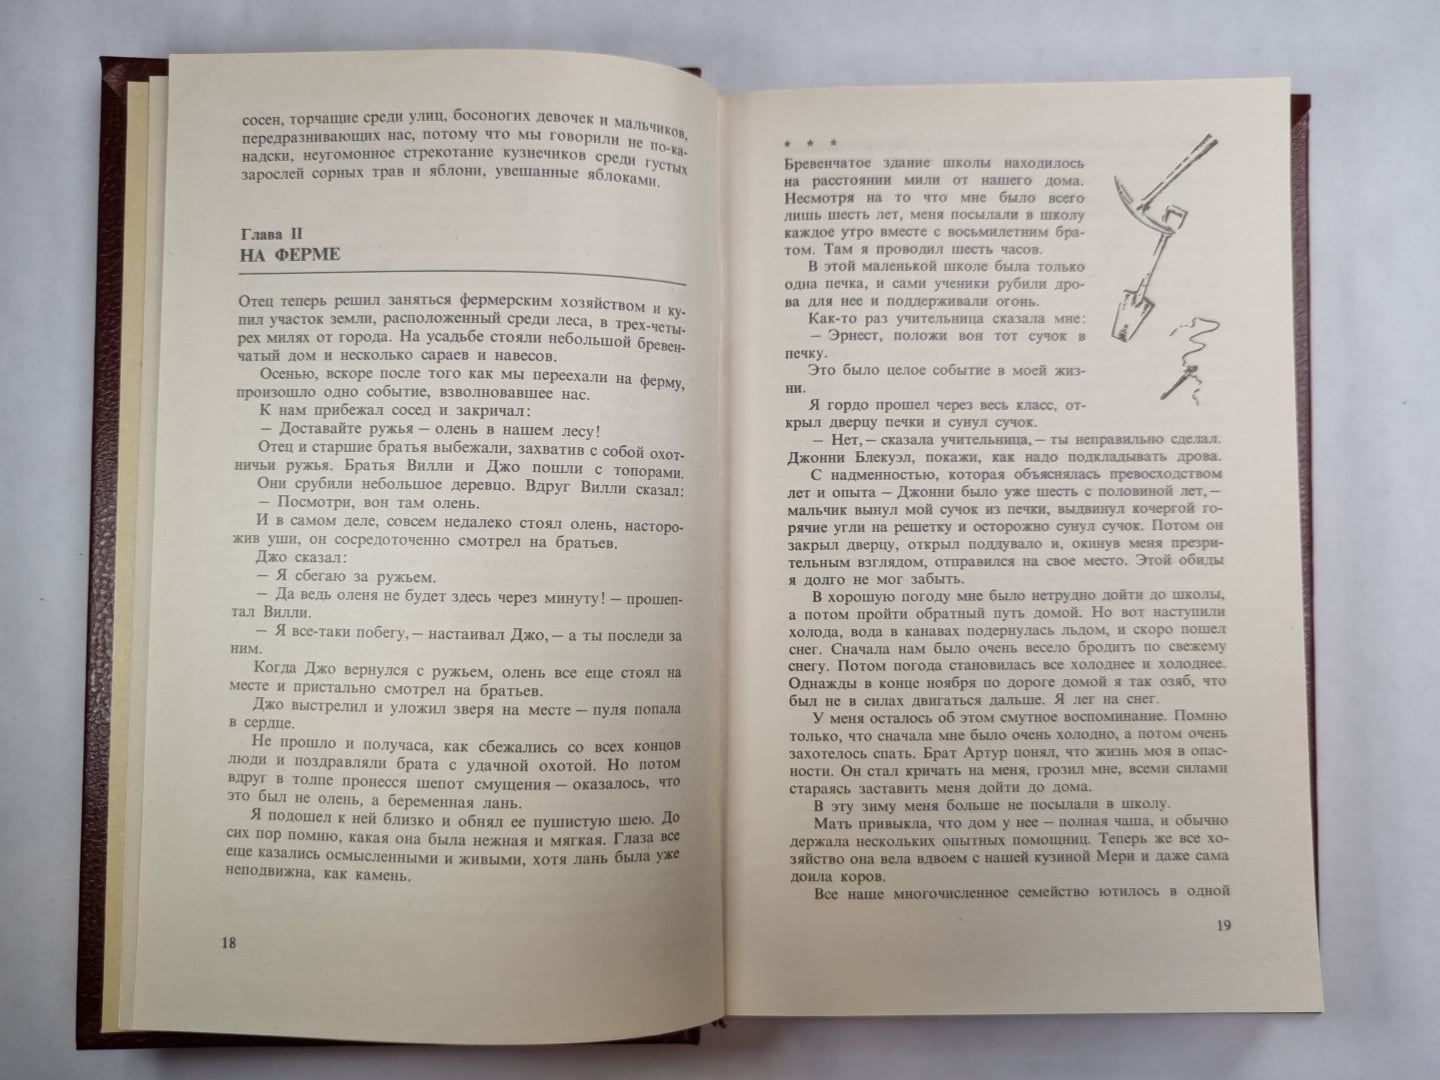 сосен, торчащие среди улиц, босоногих девочек и мальчиков,
передразнивающих нас, потому что мы говорили не по-ка-
надски, неугомонное стрекотание кузнечиков среди густых
зарослей сорных трав и яблони, увешанные яблоками.
Глава II
НА ФЕРМЕ
Отец теперь решил заняться фермерским хозяйством и ку-
пил участок земли, расположенный среди леса, в трех-четы-
рех милях от города. На усадьбе стояли небольшой бревен-
чатый дом и несколько сараев и навесов.
Осенью, вскоре после того как мы переехали на ферму,
произошло одно событие, взволновавшее нас.
К нам прибежал сосед и закричал:
— Доставайте ружья — олень в нашем лесу!
Отец и старшие братья выбежали, захватив с собой охот-
ничьи ружья. Братья Вилли и Джо пошли с топорами.
Они срубили небольшое деревцо. Вдруг Вилли сказал:
— Посмотри, вон там олень.
И в самом деле, совсем недалеко стоял олень, насторо-
жив уши, он сосредоточенно смотрел на братьев.
Джо сказал:
— Я сбегаю за ружьем.
— Да ведь оленя не будет здесь через минуту! — прошеп-
тал Вилли.
— Я все-таки побегу, — настаивал Джо, — а ты последи за
ним.
Когда Джо вернулся с ружьем, олень все еще стоял на
месте и пристально смотрел на братьев.
Джо выстрелил и уложил зверя на месте — пуля попала
в сердце.
Не прошло и получаса, как сбежались со всех концов
люди и поздравляли брата с удачной охотой. Но потом
вдруг в толпе пронесся шепот смущения — оказалось, что
это был не олень, а беременная лань.
Я подошел к ней близко и обнял ее пушистую шею. До
сих пор помню, какая она была нежная и мягкая. Глаза все
еще казались осмысленными и живыми, хотя лань была уже
неподвижна, как камень.
18
* * *
Бревенчатое здание школы находилось
на расстоянии мили от нашего дома.
Несмотря на то что мне было всего
лишь шесть лет, меня посылали в школу
каждое утро вместе с восьмилетним бра-
том. Там я проводил шесть часов.
В этой маленькой школе была только
одна печка, и сами ученики рубили дро-
ва для нее и поддерживали огонь.
Как-то раз учительница сказала мне:
— Эрнест, положи вон тот сучок в
печку.
Это было целое событие в моей жиз-
ни.
Я гордо прошел через весь класс, от-
крыл дверцу печки и сунул сучок.
— Нет, — сказала учительница, — ты неправильно сделал.
Джонни Блекуэл, покажи, как надо подкладывать дрова.
С надменностью, которая объяснялась превосходством
лет и опыта — Джонни было уже шесть с половиной лет, —
мальчик вынул мой сучок из печки, выдвинул кочергой го-
рячие угли на решетку и осторожно сунул сучок. Потом он
закрыл дверцу, открыл поддувало и, окинув меня презри-
тельным взглядом, отправился на свое место. Этой обиды
я долго не мог забыть.
В хорошую погоду мне было нетрудно дойти до школы,
а потом пройти обратный путь домой. Но вот наступили
холода, вода в канавах подернулась льдом, и скоро пошел
снег. Сначала нам было очень весело бродить по свежему
снегу. Потом погода становилась все холоднее и холоднее.
Однажды в конце ноября по дороге домой я так озяб, что
был не в силах двигаться дальше. Я лег на снег.
У меня осталось об этом смутное воспоминание. Помню
только, что сначала мне было очень холодно, а потом очень
захотелось спать. Брат Артур понял, что жизнь моя в опас-
ности. Он стал кричать на меня, грозил мне, всеми силами
стараясь заставить меня дойти до дома.
В эту зиму меня больше не посылали в школу.
Мать привыкла, что дом у нее — полная чаша, и обычно
держала нескольких опытных помощниц. Теперь же все хо-
зяйство она вела вдвоем с нашей кузиной Мери и даже сама
доила коров.
Все наше многочисленное семейство ютилось в одной
19